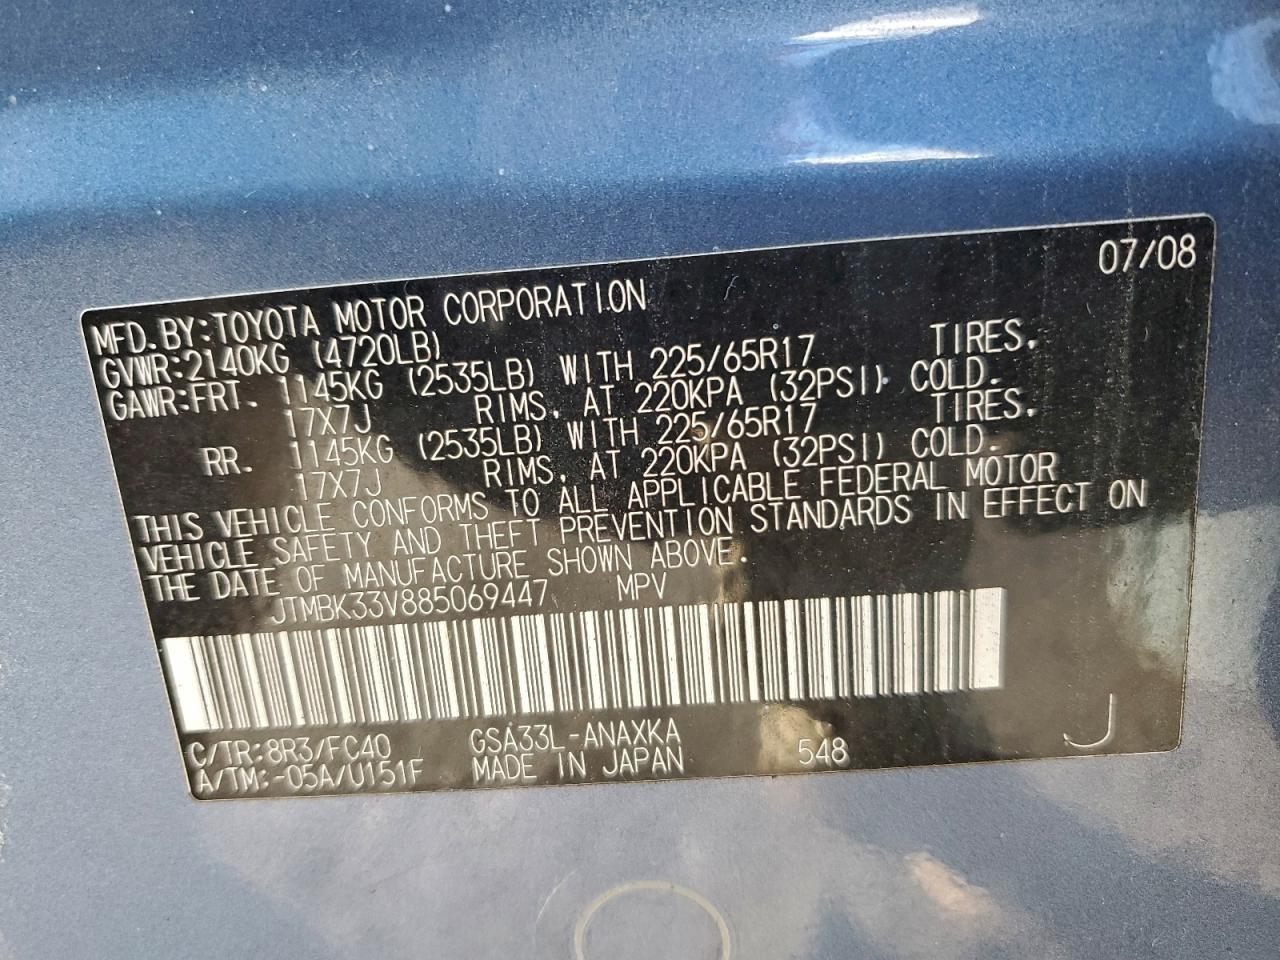 07/08
MFD. BY: TOYOTA MOTOR CORPORATION
GVWR: 2140KG (4720LB)
GAWR: FRT. 1145KG (2535LB) WITH 225/65R17 TIRES.
17X7J RIMS, AT 220KPA (32PSI) COLD.
RR. 1145KG (2535LB) WITH 225/65R17 TIRES.
17X7J RIMS, AT 220KPA (32PSI) COLD.
THIS VEHICLE CONFORMS TO ALL APPLICABLE FEDERAL MOTOR
VEHICLE SAFETY AND THEFT PREVENTION STANDARDS IN EFFECT ON
THE DATE OF MANUFACTURE SHOWN ABOVE.
JTMBK33V885069447 MPV
C/TR: 8R3/FC40 GSA33L-ANAXKA 548 J
A/TM: -05A/U151F MADE IN JAPAN